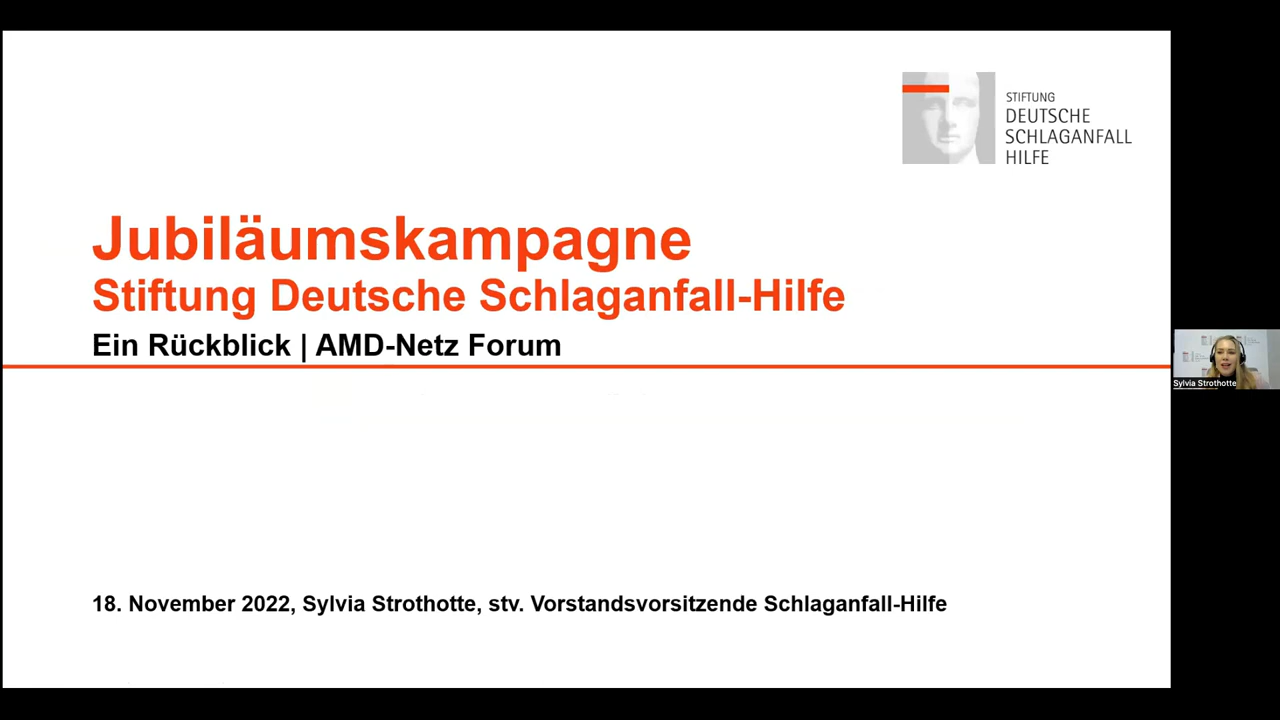 STIFTUNG
DEUTSCHE
SCHLAGANFALL
HILFE
Jubiläumskampagne
Stiftung Deutsche Schlaganfall-Hilfe
Ein Rückblick | AMD-Netz Forum
Sylvia Strothotte
18. November 2022, Sylvia Strothotte, stv. Vorstandsvorsitzende Schlaganfall-Hilfe